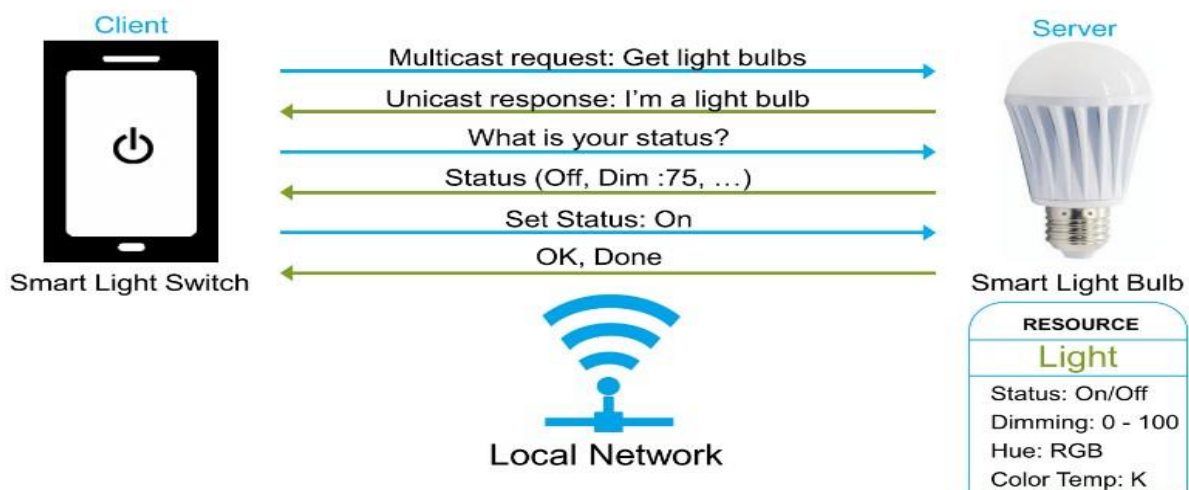 Client
Server
Multicast request: Get light bulbs
Unicast response: I'm a light bulb
What is your status?
Status (Off, Dim :75, …)
Set Status: On
OK, Done
Smart Light Switch
Smart Light Bulb
Local Network
RESOURCE
Light
Status: On/Off
Dimming: 0 - 100
Hue: RGB
Color Temp: K